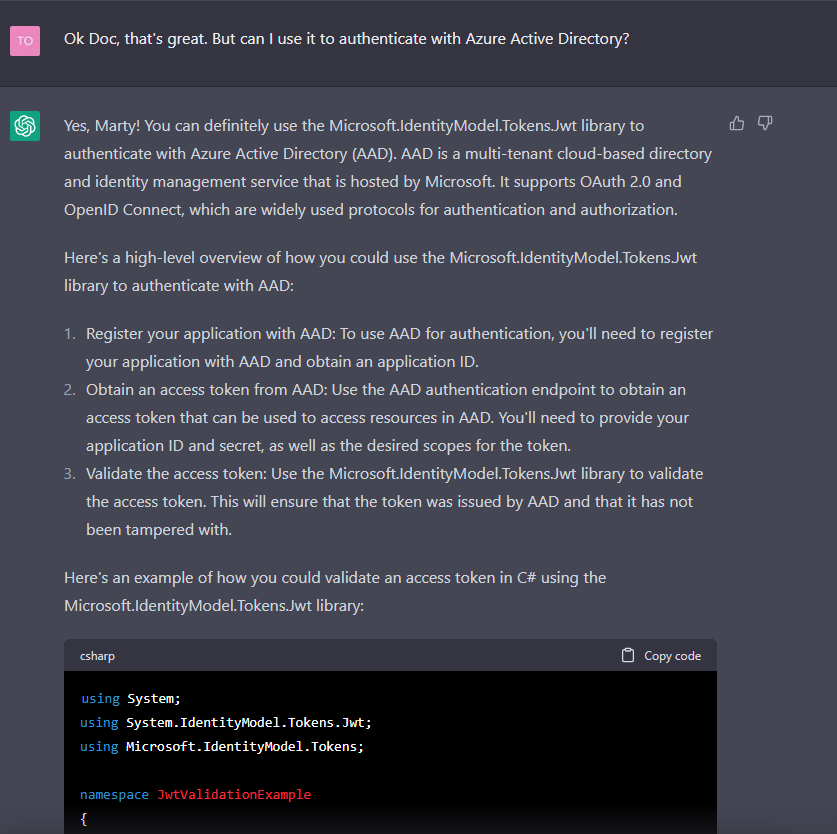 TO
Ok Doc, that's great. But can I use it to authenticate with Azure Active Directory?
Yes, Marty! You can definitely use the Microsoft.IdentityModel.Tokens.Jwt library to
authenticate with Azure Active Directory (AAD). AAD is a multi-tenant cloud-based directory
and identity management service that is hosted by Microsoft. It supports OAuth 2.0 and
OpenID Connect, which are widely used protocols for authentication and authorization.
Here's a high-level overview of how you could use the Microsoft.IdentityModel.Tokens.Jwt
library to authenticate with AAD:
1. Register your application with AAD: To use AAD for authentication, you'll need to register
your application with AAD and obtain an application ID.
2. Obtain an access token from AAD: Use the AAD authentication endpoint to obtain an
access token that can be used to access resources in AAD. You'll need to provide your
application ID and secret, as well as the desired scopes for the token.
3. Validate the access token: Use the Microsoft.IdentityModel.Tokens.Jwt library to validate
the access token. This will ensure that the token was issued by AAD and that it has not
been tampered with.
Here's an example of how you could validate an access token in C# using the
Microsoft.IdentityModel.Tokens.Jwt library:
csharp
Copy code
using System;
using System.IdentityModel.Tokens.Jwt;
using Microsoft.IdentityModel.Tokens;
namespace JwtValidationExample
{